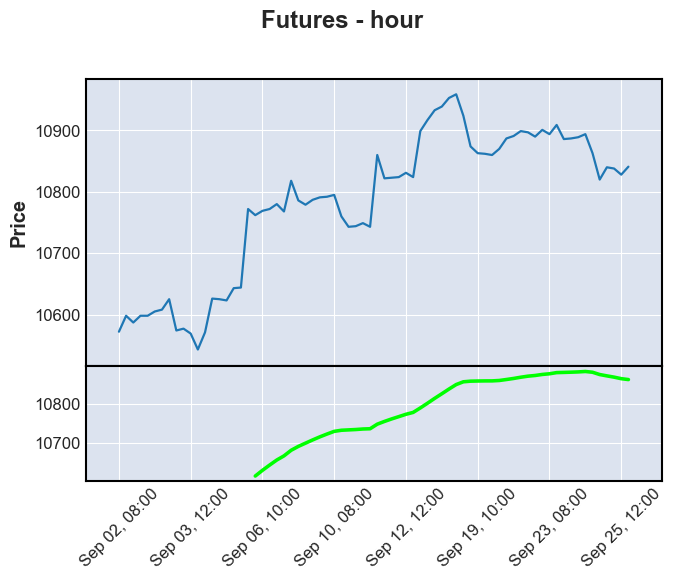 Futures - hour
Price
10900
10800
10700
10600
10800
10700
Sep 02, 08:00
Sep 03, 12:00
Sep 06, 10:00
Sep 10, 08:00
Sep 12, 12:00
Sep 19, 10:00
Sep 23, 08:00
Sep 25, 12:00